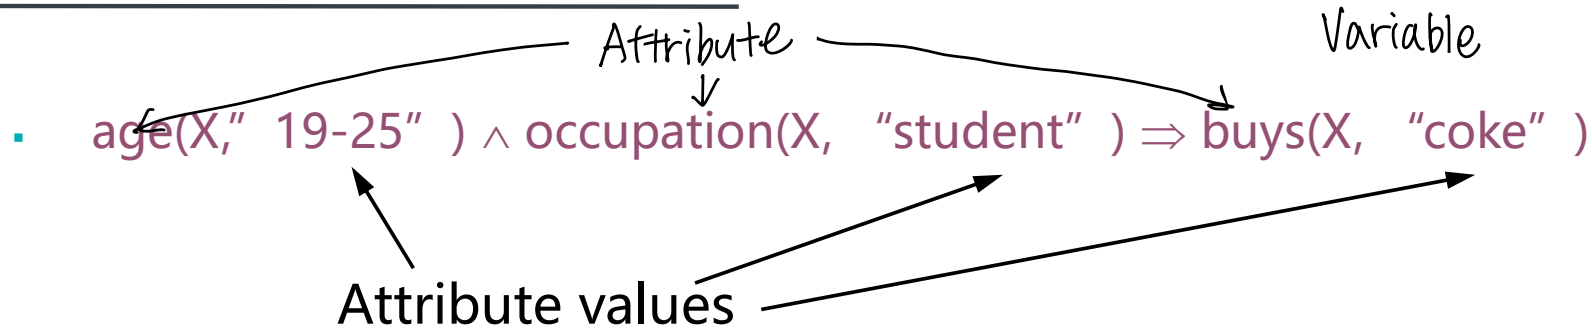 Attribute Variable
▪ age(X,” 19-25” ) ∧ occupation(X, “student” ) ⇒ buys(X, “coke” )
Attribute values